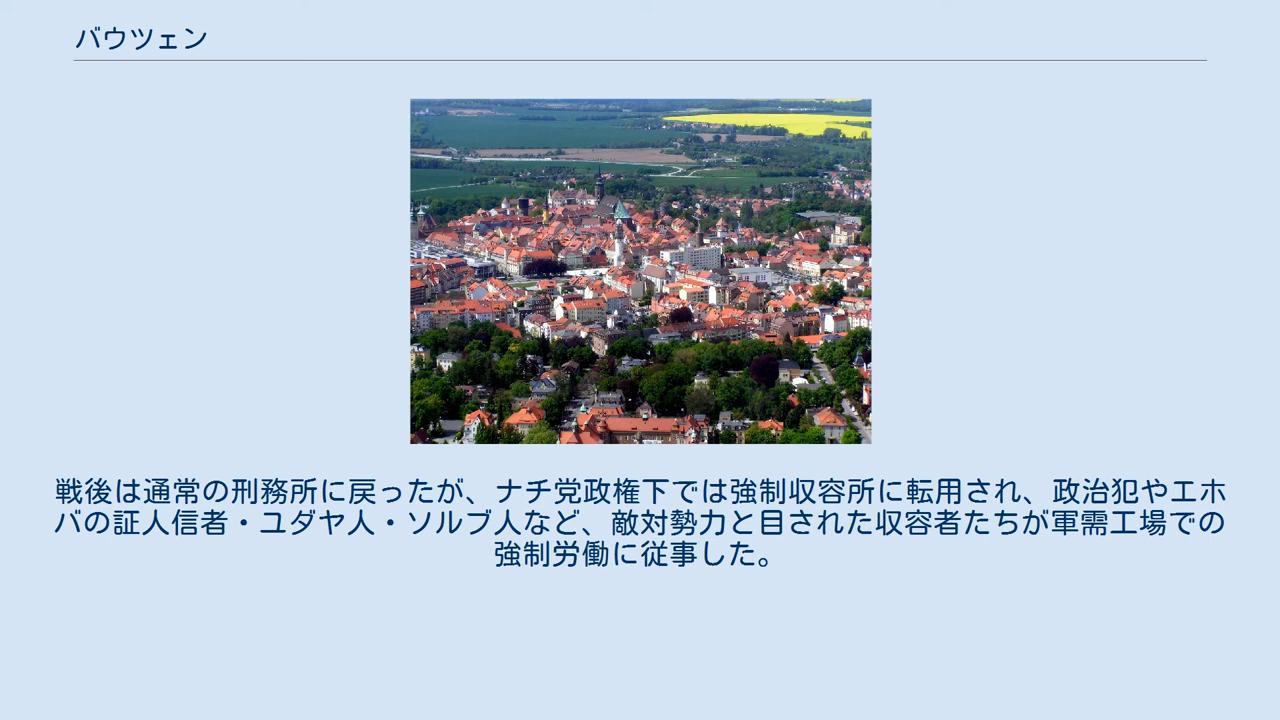 バウツェン
戦後は通常の刑務所に戻ったが、ナチ党政権下では強制収容所に転用され、政治犯やエホ
バの証人信者・ユダヤ人・ソルブ人など、敵対勢力と目された収容者たちが軍需工場での
強制労働に従事した。